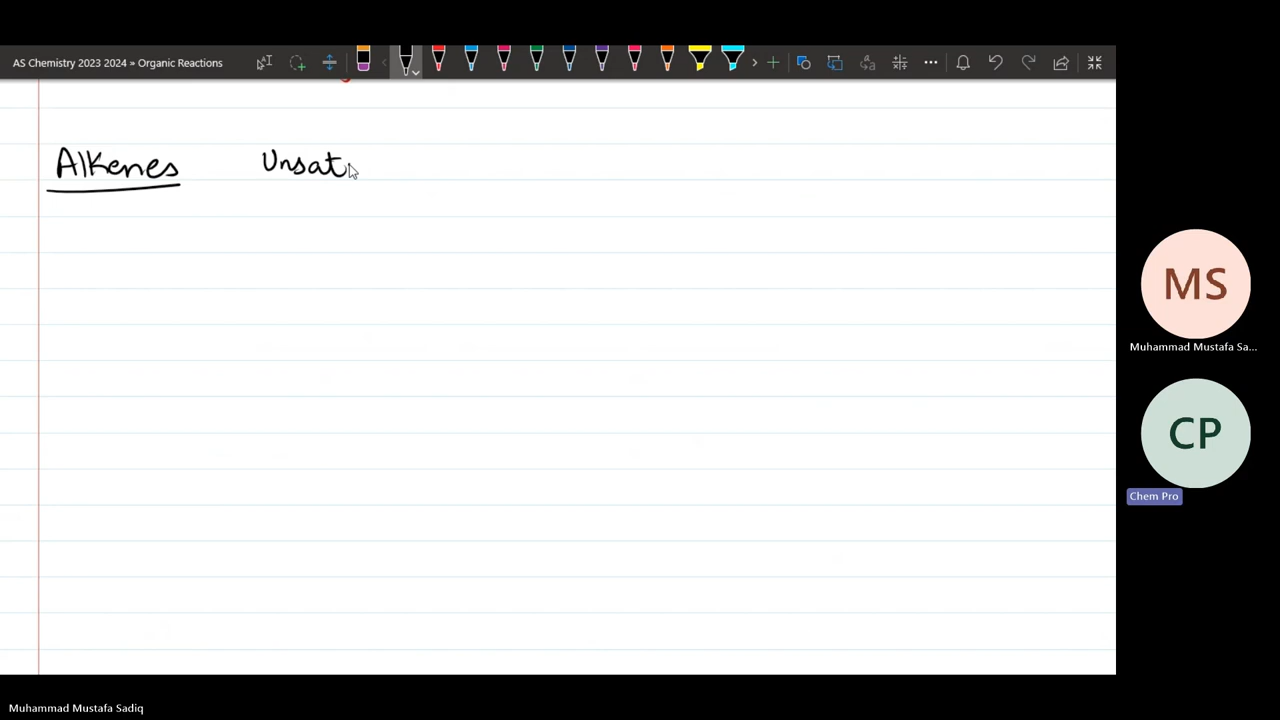 AS Chemistry 2023 2024 » Organic Reactions
Alkenes Unsat
MS
Muhammad Mustafa Sa...
CP
Chem Pro
Muhammad Mustafa Sadiq